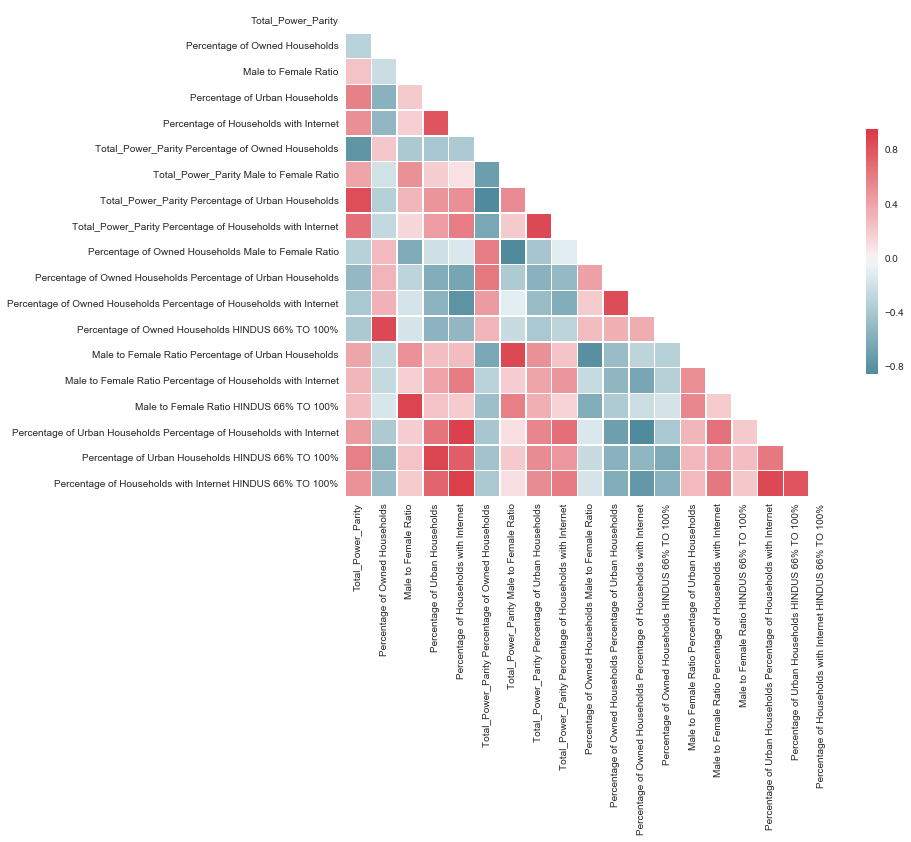 Total_Power_Parity
Percentage of Owned Households
Male to Female Ratio
Percentage of Urban Households
Percentage of Households with Internet
Total_Power_Parity Percentage of Owned Households
Total_Power_Parity Male to Female Ratio
Total_Power_Parity Percentage of Urban Households
Total_Power_Parity Percentage of Households with Internet
Percentage of Owned Households Male to Female Ratio
Percentage of Owned Households Percentage of Urban Households
Percentage of Owned Households Percentage of Households with Internet
Percentage of Owned Households HINDUS 66% TO 100%
Male to Female Ratio Percentage of Urban Households
Male to Female Ratio Percentage of Households with Internet
Male to Female Ratio HINDUS 66% TO 100%
Percentage of Urban Households Percentage of Households with Internet
Percentage of Urban Households HINDUS 66% TO 100%
Percentage of Households with Internet HINDUS 66% TO 100%
0.8
0.4
0.0
−0.4
−0.8
Total_Power_Parity
Percentage of Owned Households
Male to Female Ratio
Percentage of Urban Households
Percentage of Households with Internet
Total_Power_Parity Percentage of Owned Households
Total_Power_Parity Male to Female Ratio
Total_Power_Parity Percentage of Urban Households
Total_Power_Parity Percentage of Households with Internet
Percentage of Owned Households Male to Female Ratio
Percentage of Owned Households Percentage of Urban Households
Percentage of Owned Households Percentage of Households with Internet
Percentage of Owned Households HINDUS 66% TO 100%
Male to Female Ratio Percentage of Urban Households
Male to Female Ratio Percentage of Households with Internet
Male to Female Ratio HINDUS 66% TO 100%
Percentage of Urban Households Percentage of Households with Internet
Percentage of Urban Households HINDUS 66% TO 100%
Percentage of Households with Internet HINDUS 66% TO 100%